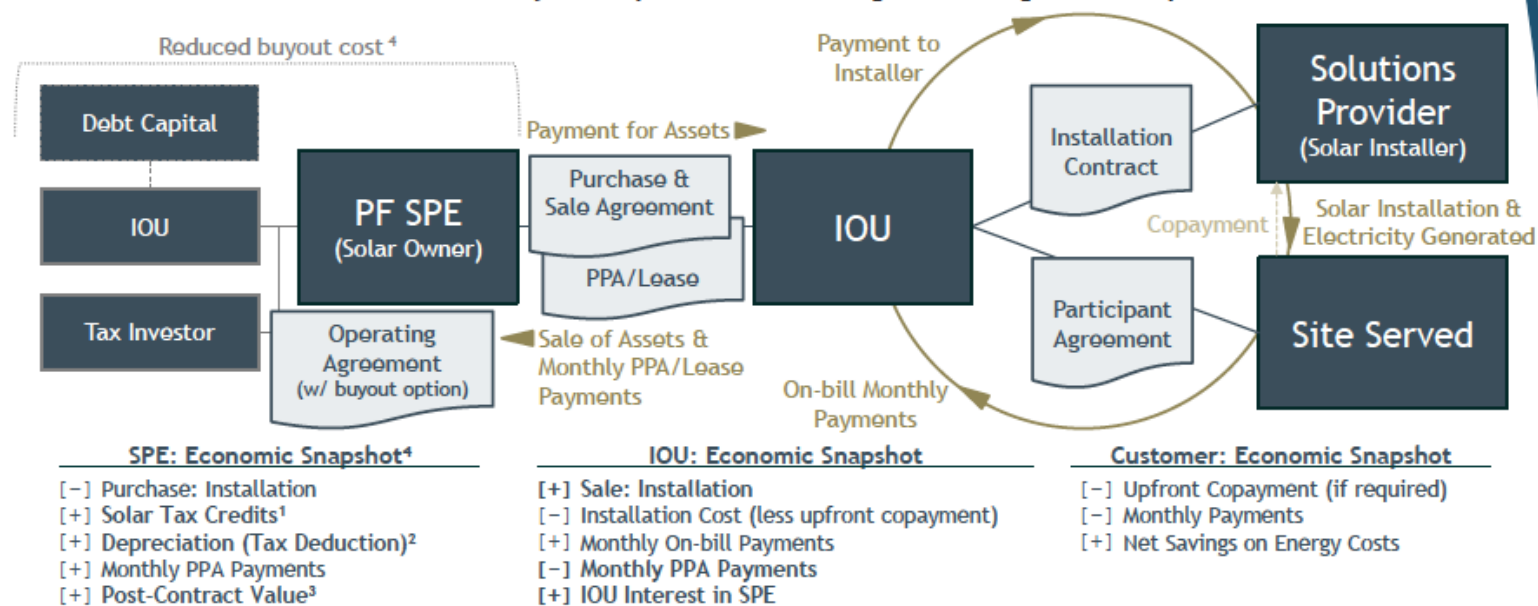 Reduced buyout cost ⁴
Debt Capital
IOU
Tax Investor
PF SPE
(Solar Owner)
Operating
Agreement
(w/ buyout option)
Payment for Assets
Purchase &
Sale Agreement
PPA/Lease
Sale of Assets &
Monthly PPA/Lease
Payments
IOU
Payment to
Installer
Installation
Contract
Participant
Agreement
On-bill Monthly
Payments
Solutions
Provider
(Solar Installer)
Copayment
Solar Installation &
Electricity Generated
Site Served
SPE: Economic Snapshot⁴
[−] Purchase: Installation
[+] Solar Tax Credits¹
[+] Depreciation (Tax Deduction)²
[+] Monthly PPA Payments
[+] Post-Contract Value³
IOU: Economic Snapshot
[+] Sale: Installation
[−] Installation Cost (less upfront copayment)
[+] Monthly On-bill Payments
[−] Monthly PPA Payments
[+] IOU Interest in SPE
Customer: Economic Snapshot
[−] Upfront Copayment (if required)
[−] Monthly Payments
[+] Net Savings on Energy Costs